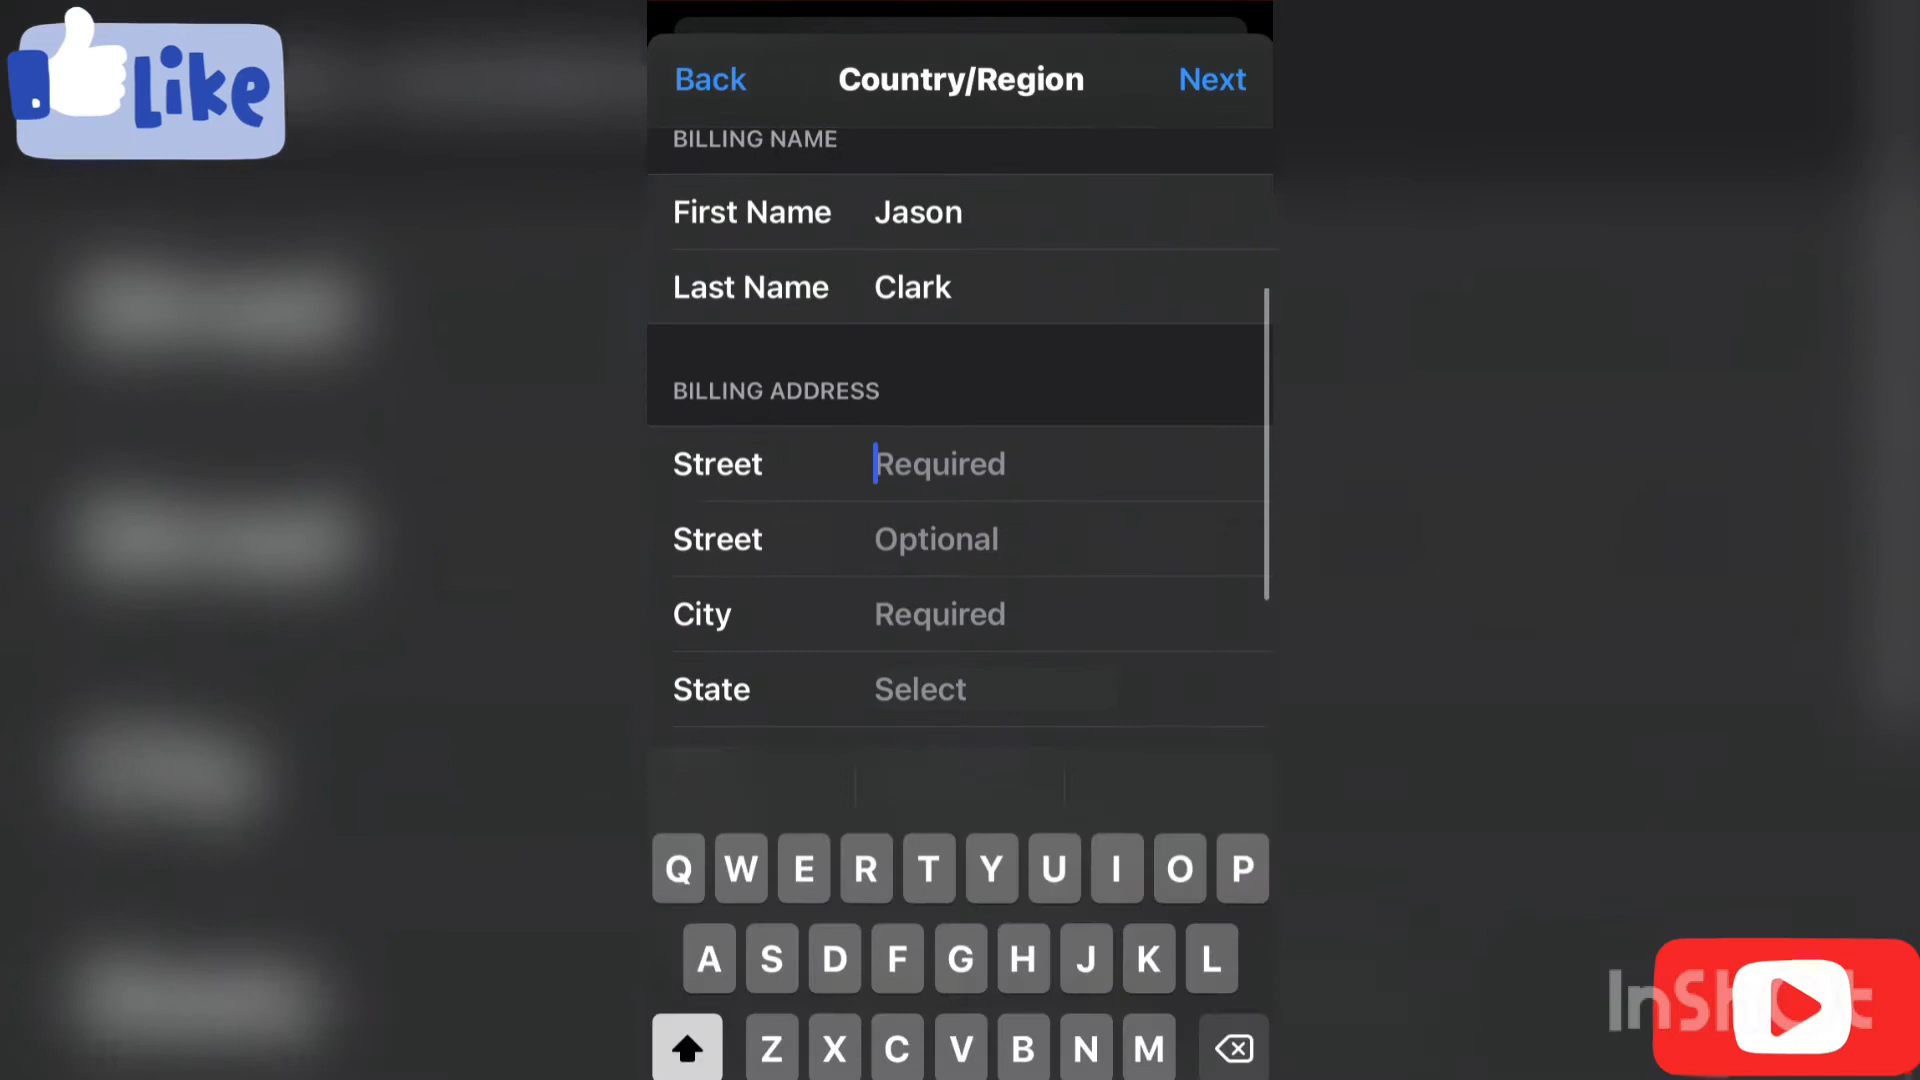 Like
Back Country/Region Next
BILLING NAME
First Name Jason
Last Name Clark
BILLING ADDRESS
Street Required
Street Optional
City Required
State Select
Q W E R T Y U I O P
A S D F G H J K L
Z X C V B N M
InShOt